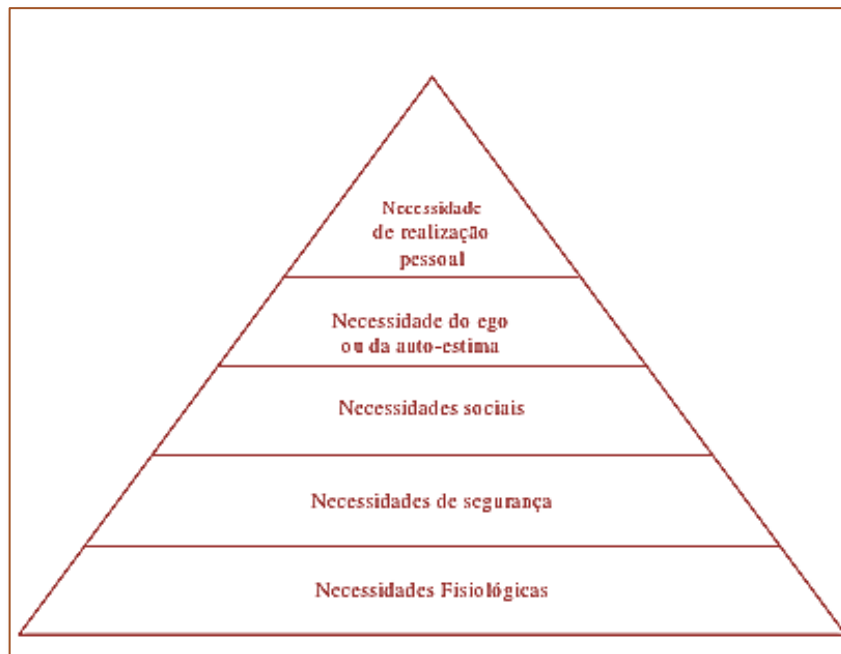 Necessidade
de realização
pessoal
Necessidade do ego
ou da auto-estima
Necessidades sociais
Necessidades de segurança
Necessidades Fisiológicas